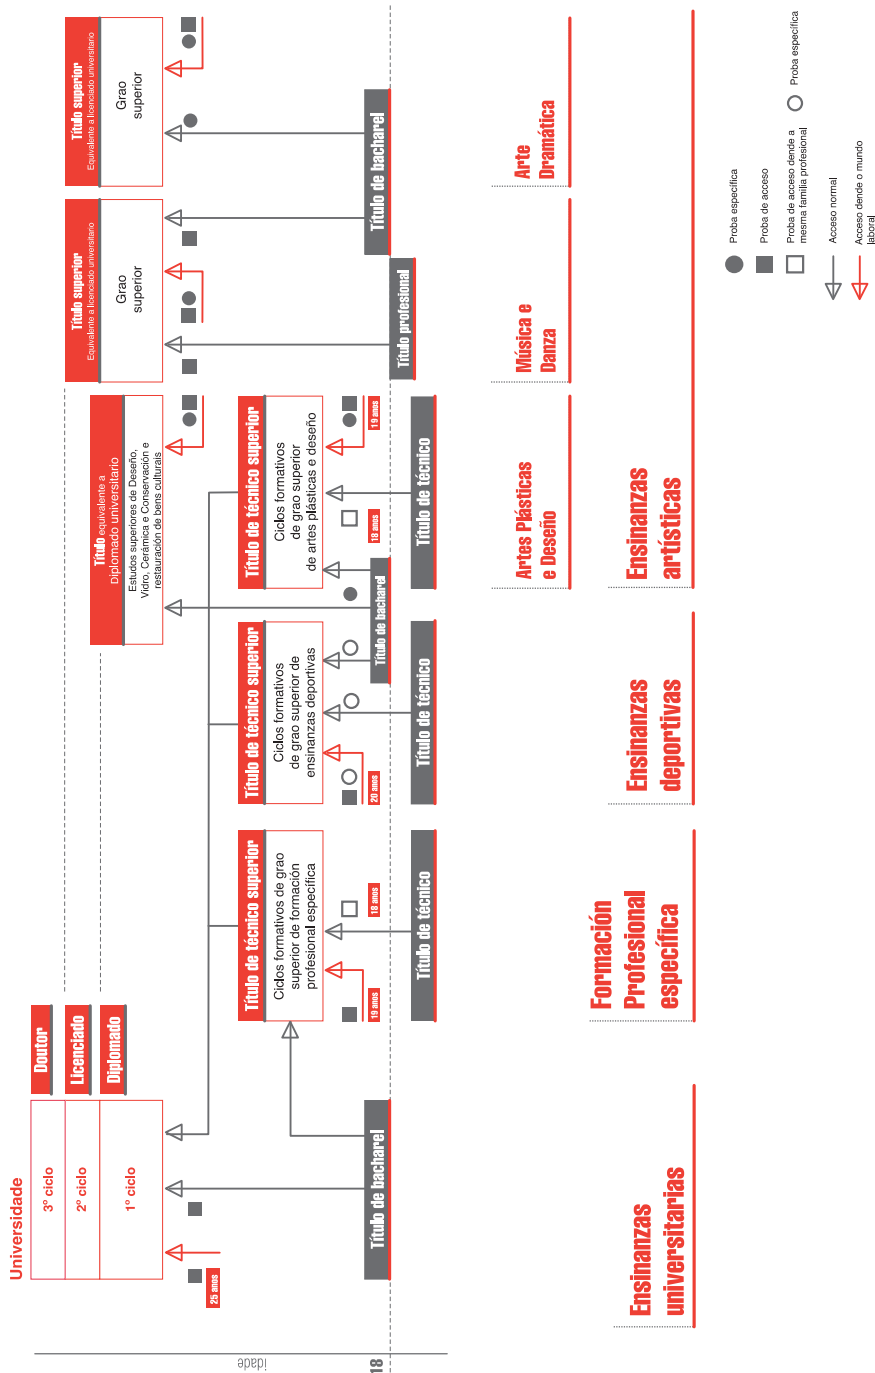 Universidade
3º ciclo
2º ciclo
1º ciclo
Doutor
Licenciado
Diplomado
25 anos
Título de bacharel
idade
18
Título de técnico superior
Ciclos formativos de grao
superior de formación
profesional específica
19 anos
18 anos
Título de técnico
Título de técnico superior
Ciclos formativos
de grao superior de
ensinanzas deportivas
20 anos
Título de técnico
Título de bacharel
Título equivalente a
Diplomado universitario
Estudos superiores de Deseño,
Vidro, Cerámica e Conservación e
restauración de bens culturais
Título de técnico superior
Ciclos formativos
de grao superior
de artes plásticas e deseño
18 anos
19 anos
Título de técnico
Título superior
Equivalente a licenciado universitario
Grao
superior
Título profesional
Título superior
Equivalente a licenciado universitario
Grao
superior
Título de bacharel
Artes Plásticas
e Deseño
Música e
Danza
Arte
Dramática
Ensinanzas
universitarias
Formación
Profesional
específica
Ensinanzas
deportivas
Ensinanzas
artísticas
Proba específica
Proba de acceso
Proba de acceso dende a
mesma familia profesional
Proba específica
Acceso normal
Acceso dende o mundo
laboral